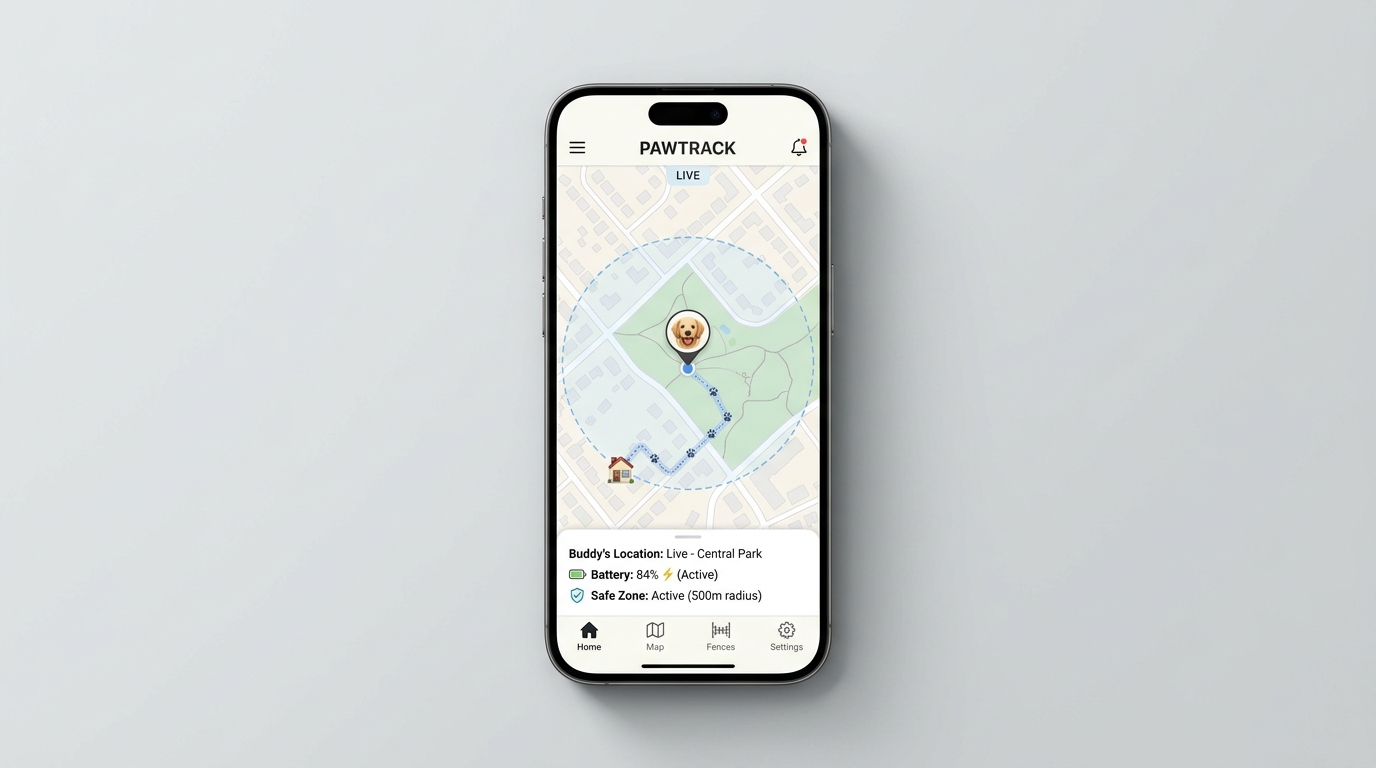 PAWTRACK
LIVE
Buddy's Location: Live - Central Park
Battery: 84% ⚡ (Active)
Safe Zone: Active (500m radius)
Home Map Fences Settings